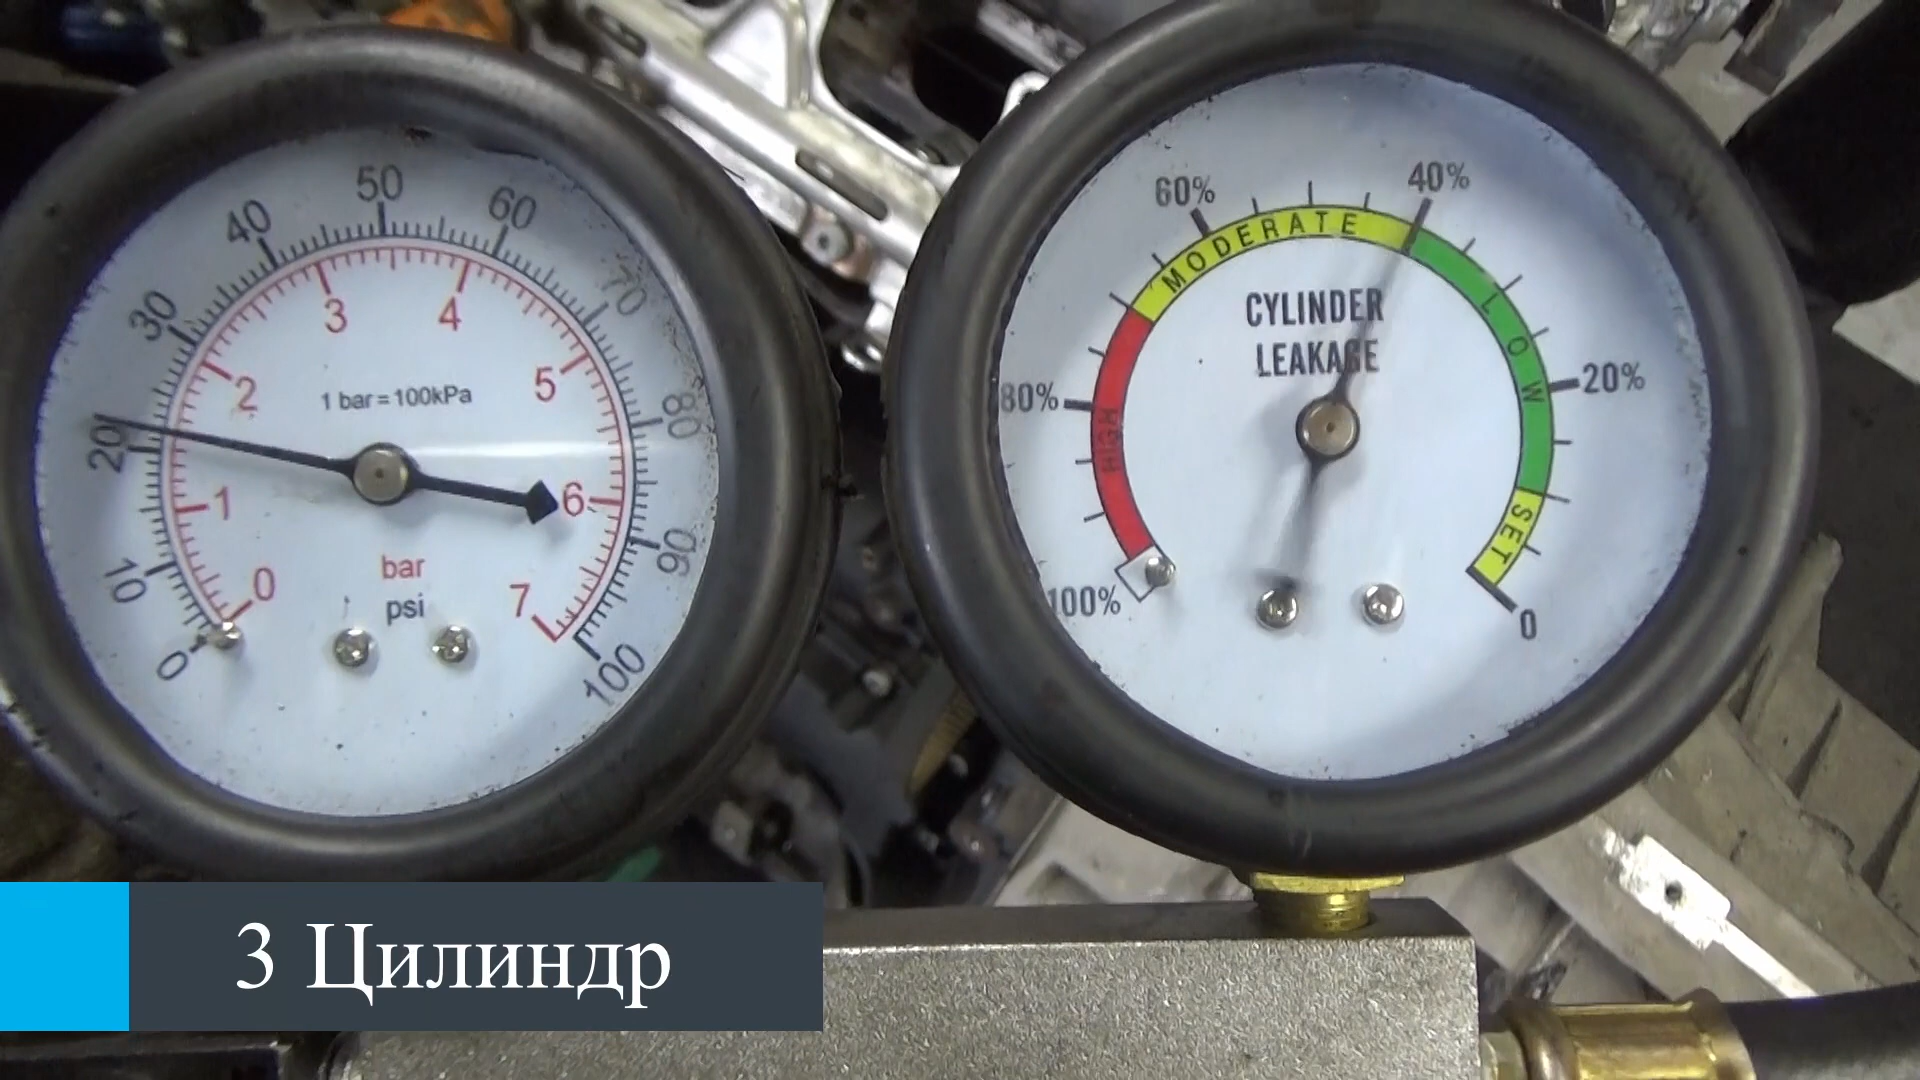 0
10
20
30
40
50
60
70
80
90
100
0
1
2
3
4
5
6
7
1 bar = 100kPa
bar
psi
100%
80%
60%
40%
20%
0
HIGH
MODERATE
LOW
SET
CYLINDER
LEAKAGE
3 Цилиндр